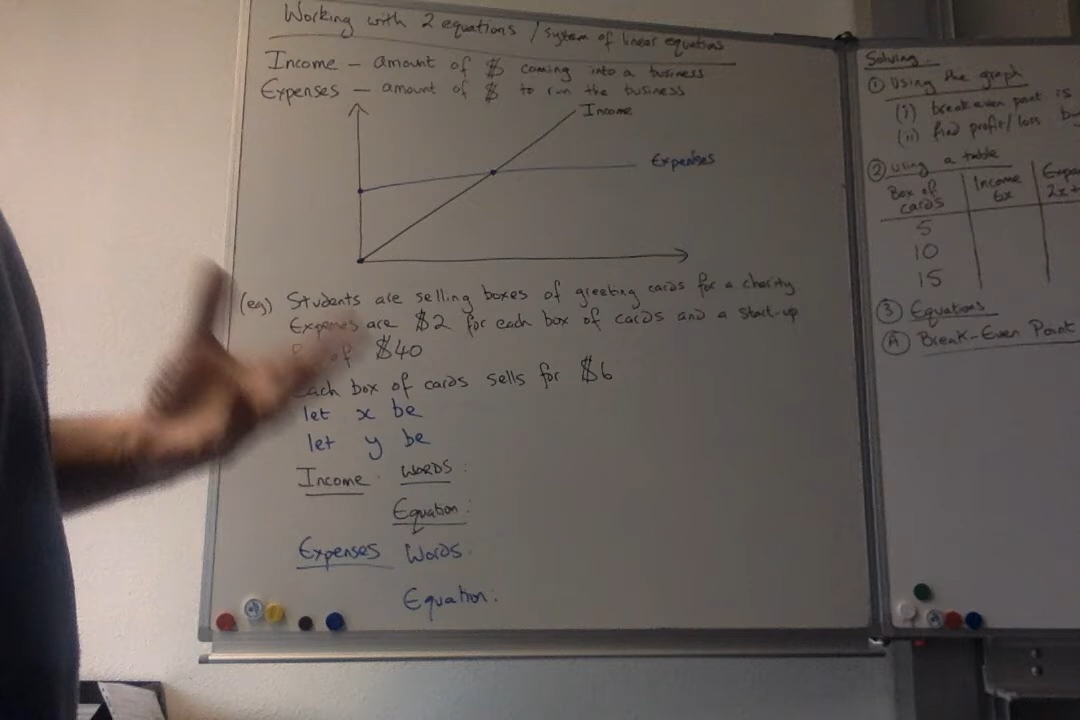 Working with 2 equations / system of linear equations
Income – amount of $ coming into a business
Expenses – amount of $ to run the business
Income
Expenses
(eg) Students are selling boxes of greeting cards for a charity
Expenses are $2 for each box of cards and a start-up
of $40
Each box of cards sells for $6
let x be
let y be
Income: Words:
Equation:
Expenses Words:
Equation:
Solving:
① Using the graph
(i) break even point is
(ii) find profit/loss
② Using a table
Box of cards
Income 6x
2x+
5
10
15
③ Equations
Ⓐ Break-Even Point